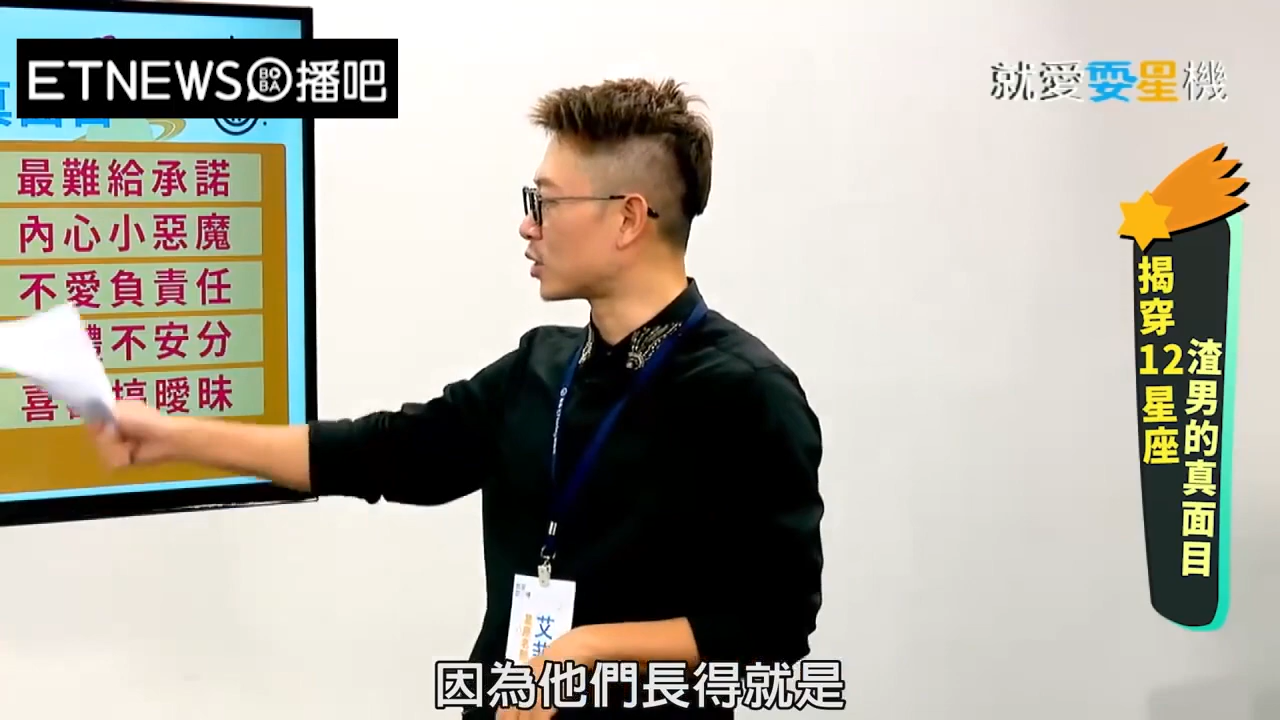 ETNEWS BOBA 播吧
就愛耍星機
最難給承諾
內心小惡魔
不愛負責任
不安分
搞曖昧
揭穿12星座
渣男的真面目
艾
因為他們長得就是